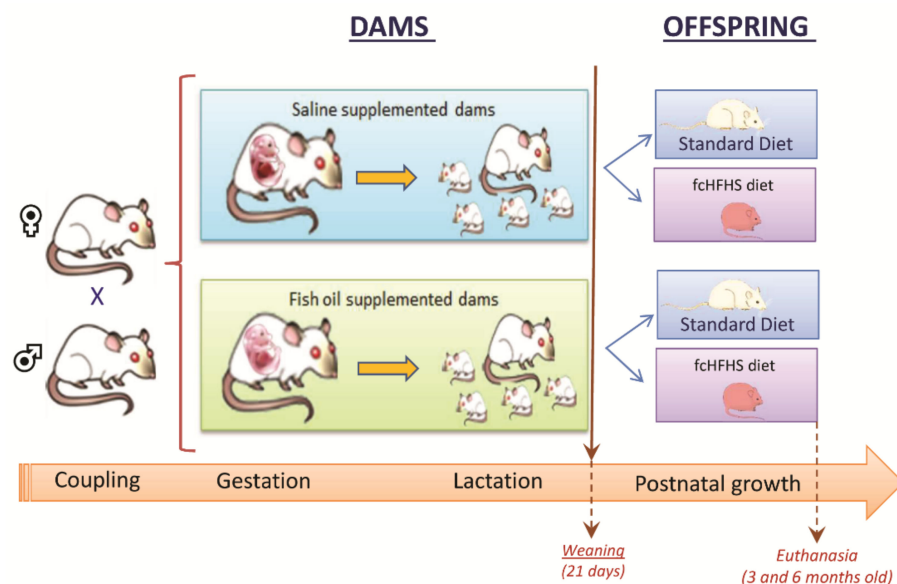 DAMS
OFFSPRING
Saline supplemented dams
Standard Diet
fcHFHS diet
X
Fish oil supplemented dams
Standard Diet
fcHFHS diet
Coupling
Gestation
Lactation
Postnatal growth
Weaning
(21 days)
Euthanasia
(3 and 6 months old)